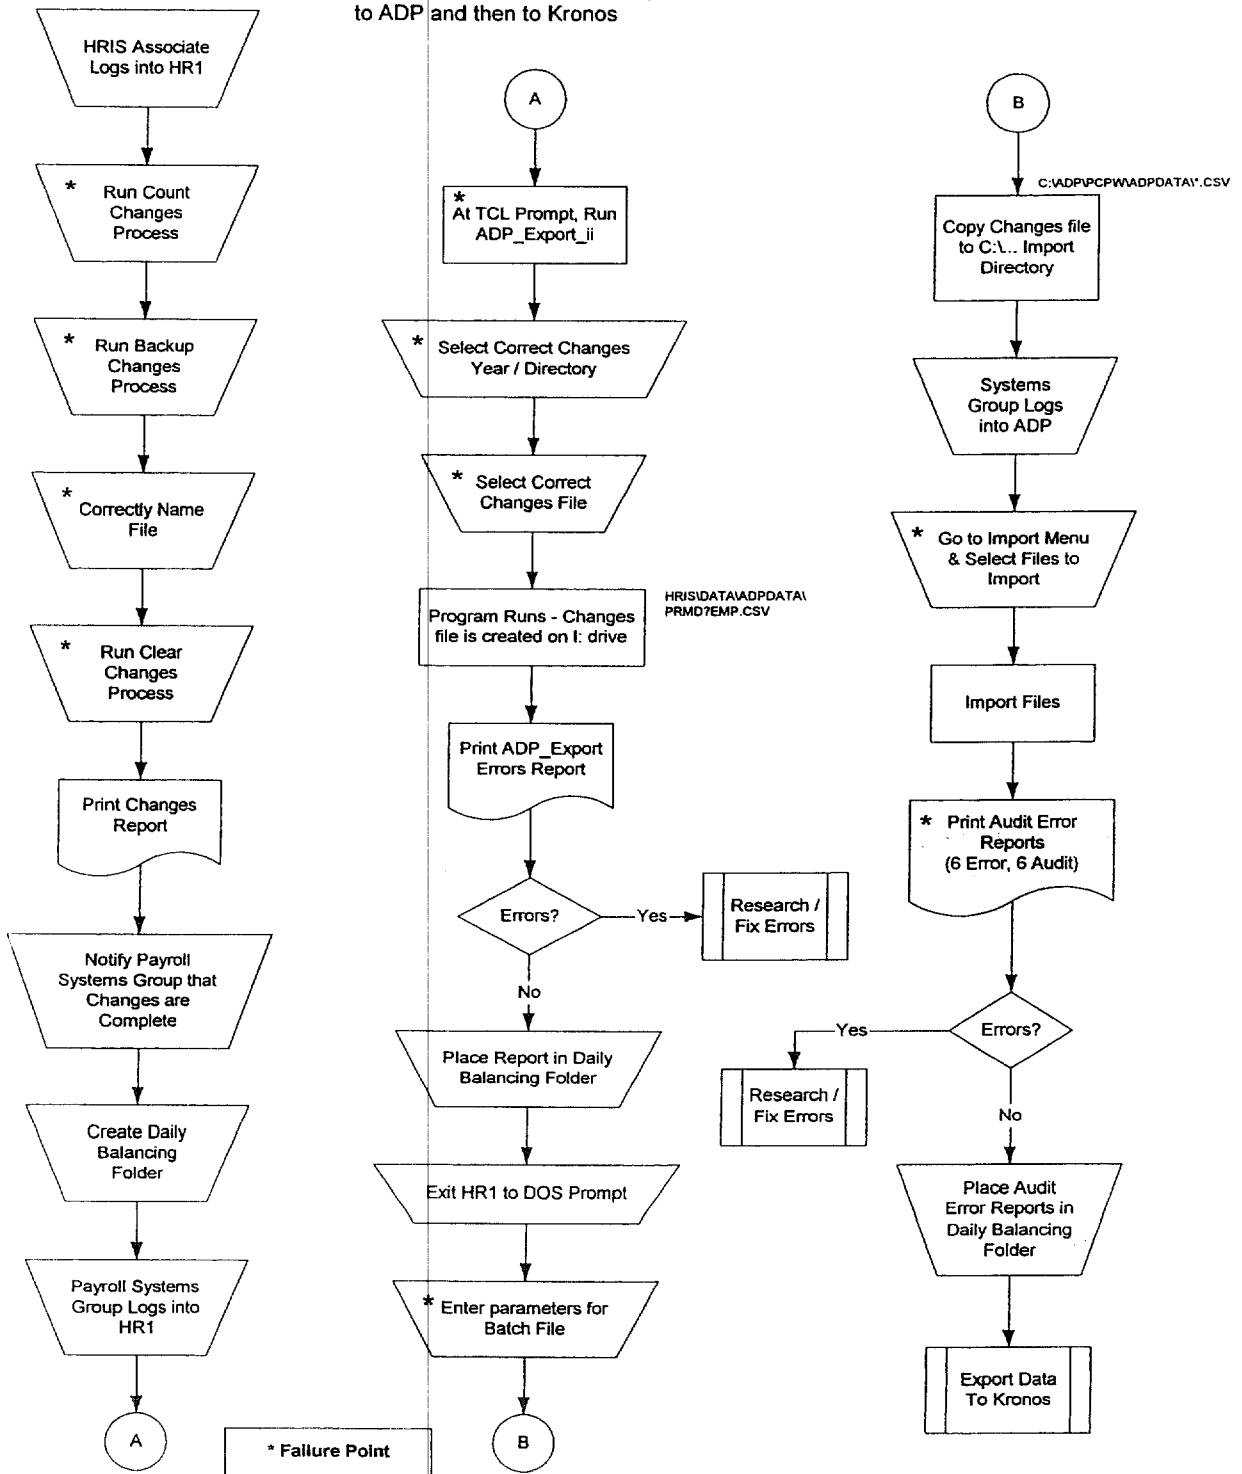 to ADP and then to Kronos
HRIS Associate
Logs into HR1
* Run Count
Changes
Process
* Run Backup
Changes
Process
* Correctly Name
File
* Run Clear
Changes
Process
Print Changes
Report
Notify Payroll
Systems Group that
Changes are
Complete
Create Daily
Balancing
Folder
Payroll Systems
Group Logs into
HR1
A
* Failure Point
A
*
At TCL Prompt, Run
ADP_Export_ii
* Select Correct Changes
Year / Directory
* Select Correct
Changes File
Program Runs - Changes
file is created on I: drive
HRIS\DATA\ADPDATA\
PRMD?EMP.CSV
Print ADP_Export
Errors Report
Errors?
Yes
Research /
Fix Errors
No
Place Report in Daily
Balancing Folder
Exit HR1 to DOS Prompt
* Enter parameters for
Batch File
B
B
C:\ADP\PCPW\ADPDATA\*.CSV
Copy Changes file
to C:\... Import
Directory
Systems
Group Logs
into ADP
* Go to Import Menu
& Select Files to
Import
Import Files
* Print Audit Error
Reports
(6 Error, 6 Audit)
Errors?
Yes
Research /
Fix Errors
No
Place Audit
Error Reports in
Daily Balancing
Folder
Export Data
To Kronos